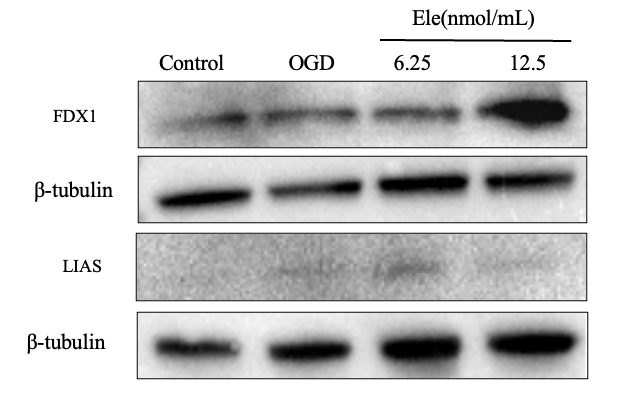 Ele(nmol/mL)
Control OGD 6.25 12.5
FDX1
β-tubulin
LIAS
β-tubulin